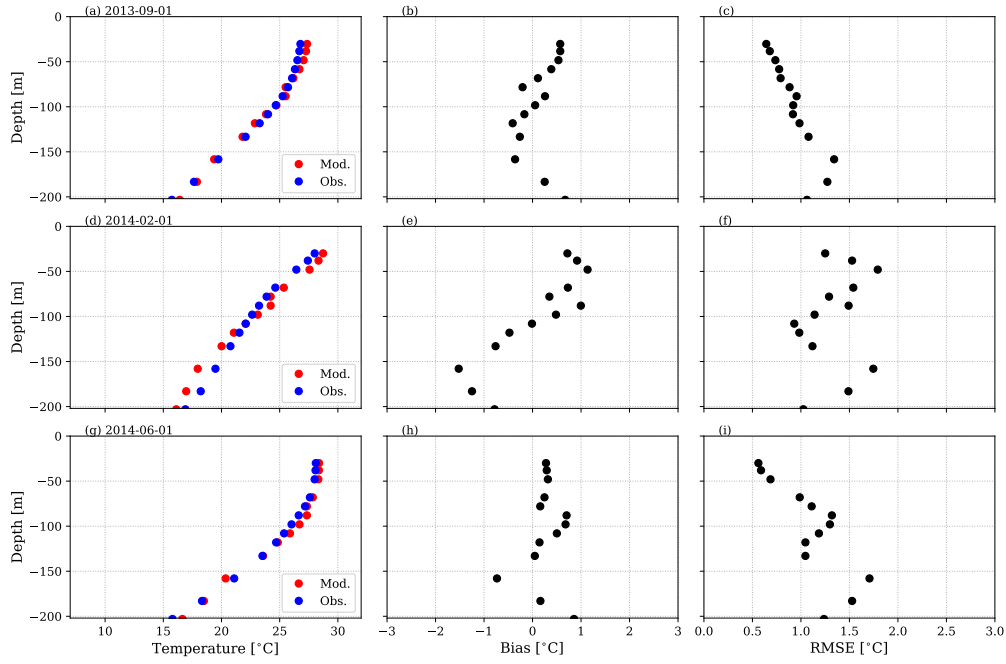 (a) 2013-09-01
(b)
(c)
0
−50
−100
−150
−200
Depth [m]
Mod.
Obs.
(d) 2014-02-01
(e)
(f)
0
−50
−100
−150
−200
Depth [m]
Mod.
Obs.
(g) 2014-06-01
(h)
(i)
0
−50
−100
−150
−200
Depth [m]
Mod.
Obs.
10 15 20 25 30
−3 −2 −1 0 1 2 3
0.0 0.5 1.0 1.5 2.0 2.5 3.0
Temperature [°C]
Bias [°C]
RMSE [°C]